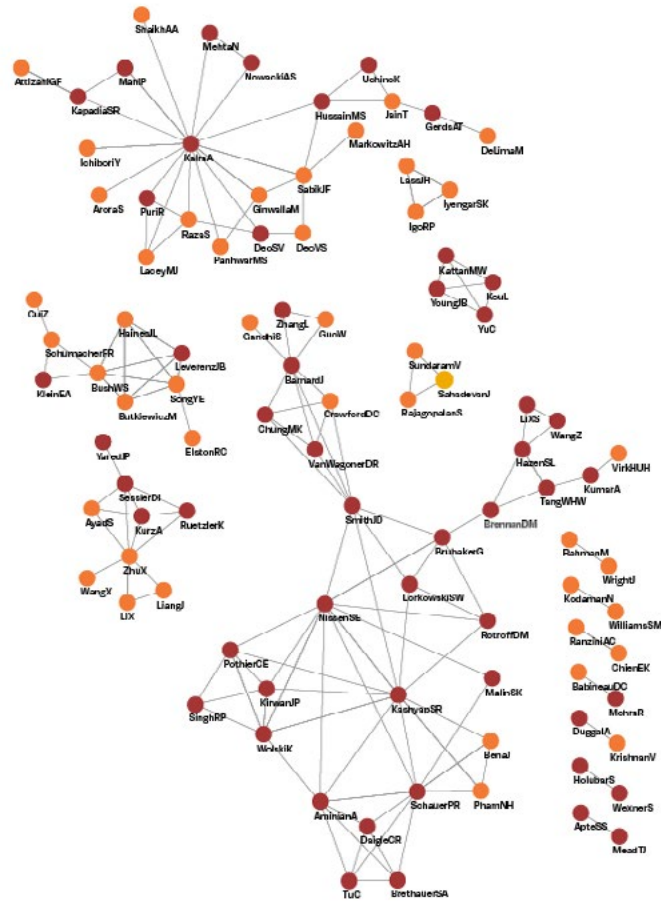 ShaikhAA
MehtaN
NowackiAS
ManiP
KapadiaSR
UchinoK
HussainMS
JainT
GerdsAT
MarkowitzAH
DeLimaM
KalraA
IchiboriY
LassJH
IyengarSK
IgoRP
SabikJF
AroraS
PuriR
GinwallaM
RazaS
DeoSV
DeoVS
PanhwarMS
LaceyMJ
KattanMW
KouL
YoungJB
YuC
CuiZ
HainesJL
ZhangL
GuoW
SchumacherFR
LeverenzJB
SundaramV
KleinEA
BushWS
SongYE
BarnardJ
SahadevanJ
ButkiewiczM
CrawfordDC
RajagopalanS
ChungMK
LiXS
WangZ
ElstonRC
VanWagonerDR
HazenSL
YaredJP
VirkHUH
SesslerDI
KumarA
TangWHW
AyadS
KurzA
RuetzlerK
SmithJD
BrennanDM
BrubakerG
ZhuX
RahmanM
WrightJ
WangX
LiX
LiangJ
LorkowskiSW
KodamanN
WilliamsSM
NissenSE
RotroffDM
RanziniAC
ChienEK
PothierCE
BabineauDC
MehraR
KirwanJP
KashyapSR
MalinSK
SinghRP
WolskiK
DuggalA
KrishnanV
BenaJ
HolubarS
WexnerS
AminianA
SchauerPR
PhamNH
ApteSS
MeadTJ
DaigleCR
TuC
BrethauerSA